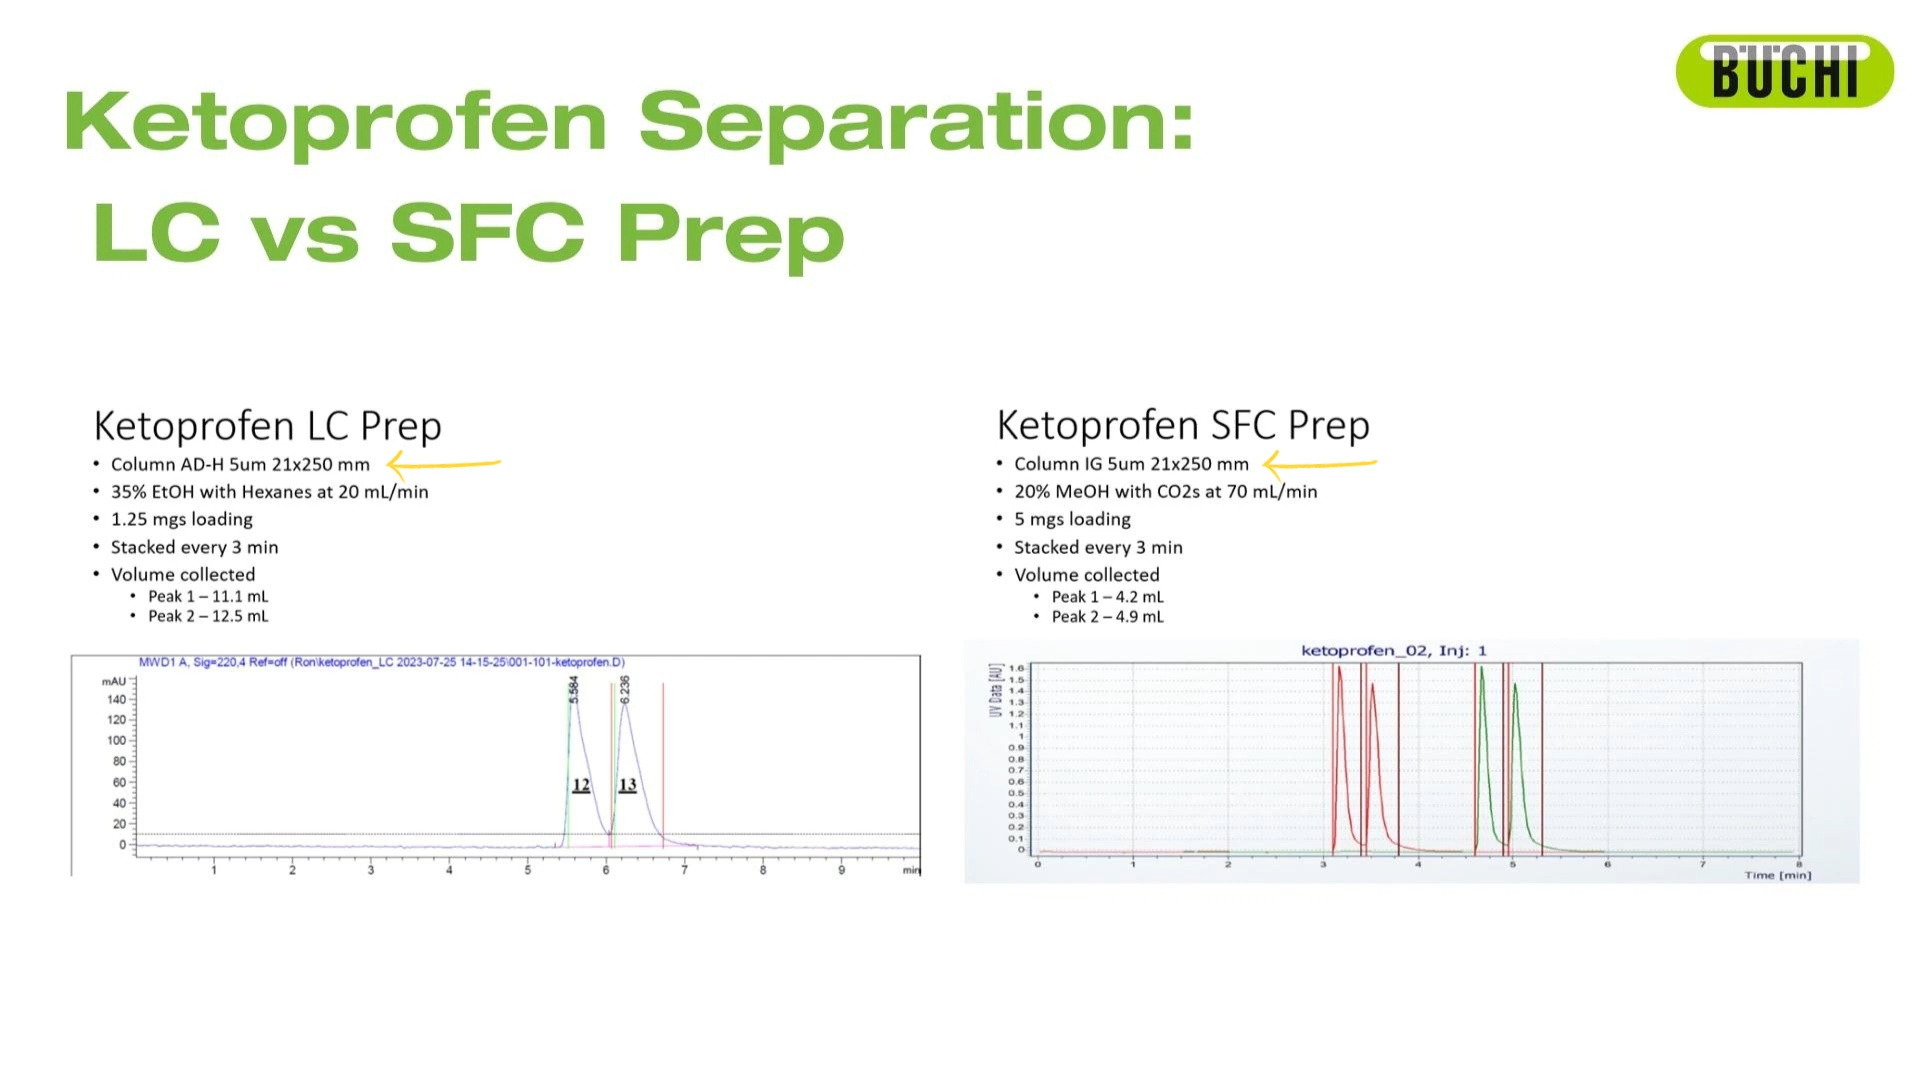 BÜCHI
Ketoprofen Separation:
LC vs SFC Prep
Ketoprofen LC Prep
• Column AD-H 5um 21x250 mm
• 35% EtOH with Hexanes at 20 mL/min
• 1.25 mgs loading
• Stacked every 3 min
• Volume collected
• Peak 1 – 11.1 mL
• Peak 2 – 12.5 mL
MWD1 A, Sig=220,4 Ref=off (Ron\ketoprofen_LC 2023-07-25 14-15-25\001-101-ketoprofen.D)
mAU
140
120
100
80
60
40
20
0
5.584
6.236
12
13
1 2 3 4 5 6 7 8 9 min
Ketoprofen SFC Prep
• Column IG 5um 21x250 mm
• 20% MeOH with CO2s at 70 mL/min
• 5 mgs loading
• Stacked every 3 min
• Volume collected
• Peak 1 – 4.2 mL
• Peak 2 – 4.9 mL
ketoprofen_02, Inj: 1
UV Data [AU]
1.6
1.5
1.4
1.3
1.2
1.1
1
0.9
0.8
0.7
0.6
0.5
0.4
0.3
0.2
0.1
0
0 1 2 3 4 5 6 7 8
Time [min]